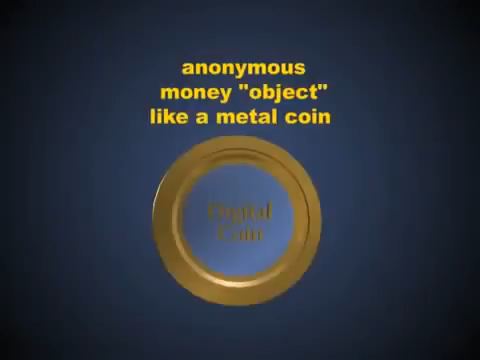 anonymous
money "object"
like a metal coin
Digital
Coin